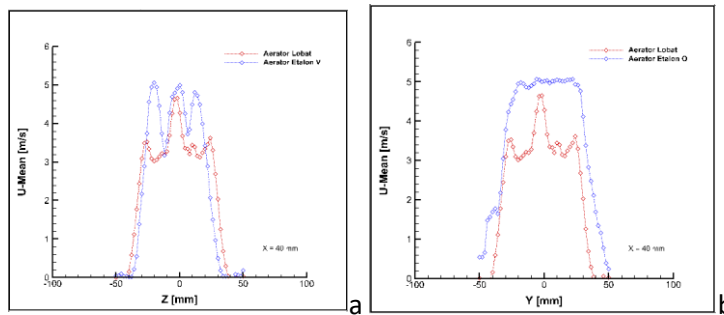 Aerator Lobat
Aerator Etalon V
U-Mean [m/s]
6
5
4
3
2
1
0
-100
-50
0
50
100
X = 40 mm
Z [mm]
a
Aerator Lobat
Aerator Etalon O
U-Mean [m/s]
6
5
4
3
2
1
0
-100
-50
0
50
100
X = 40 mm
Y [mm]
b